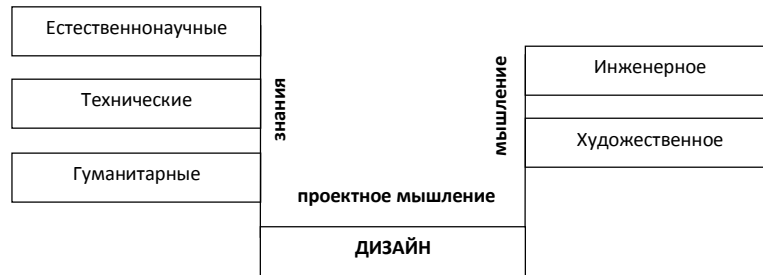 Естественнонаучные
Технические
Гуманитарные
знания
мышление
Инженерное
Художественное
проектное мышление
ДИЗАЙН